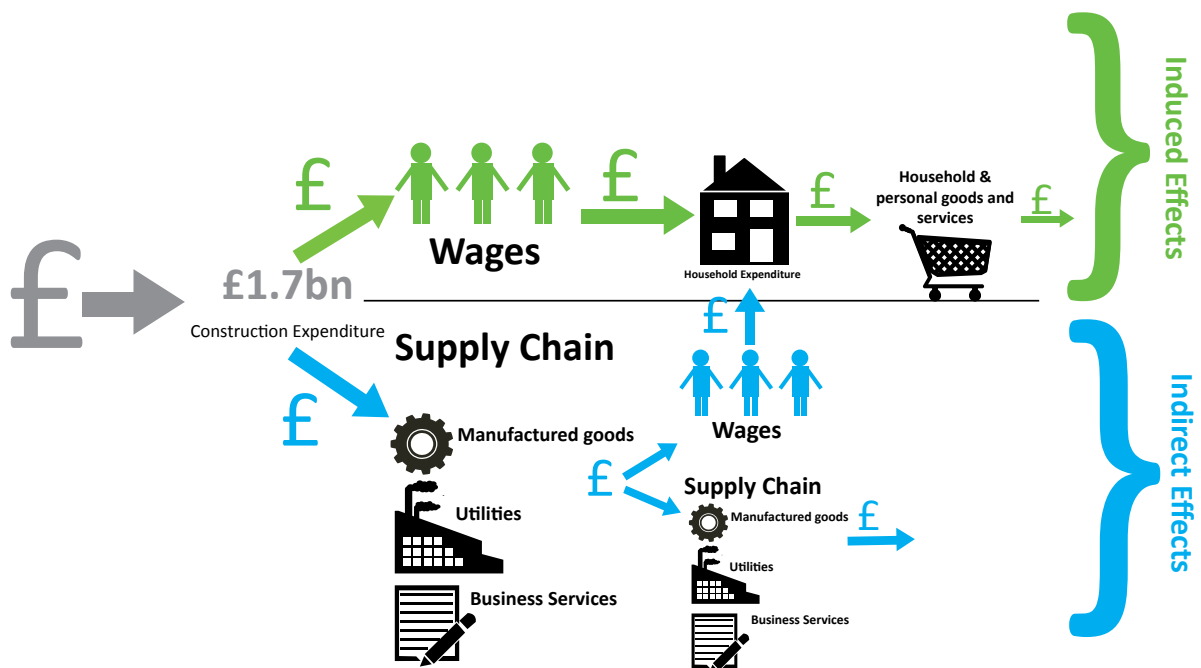 £
£1.7bn
Construction Expenditure
£
Wages
£
Household Expenditure
£
Household &
personal goods and
services
£
Induced Effects
£
Supply Chain
Manufactured goods
Utilities
Business Services
£
Wages
£
Supply Chain
Manufactured goods
Utilities
Business Services
£
Indirect Effects